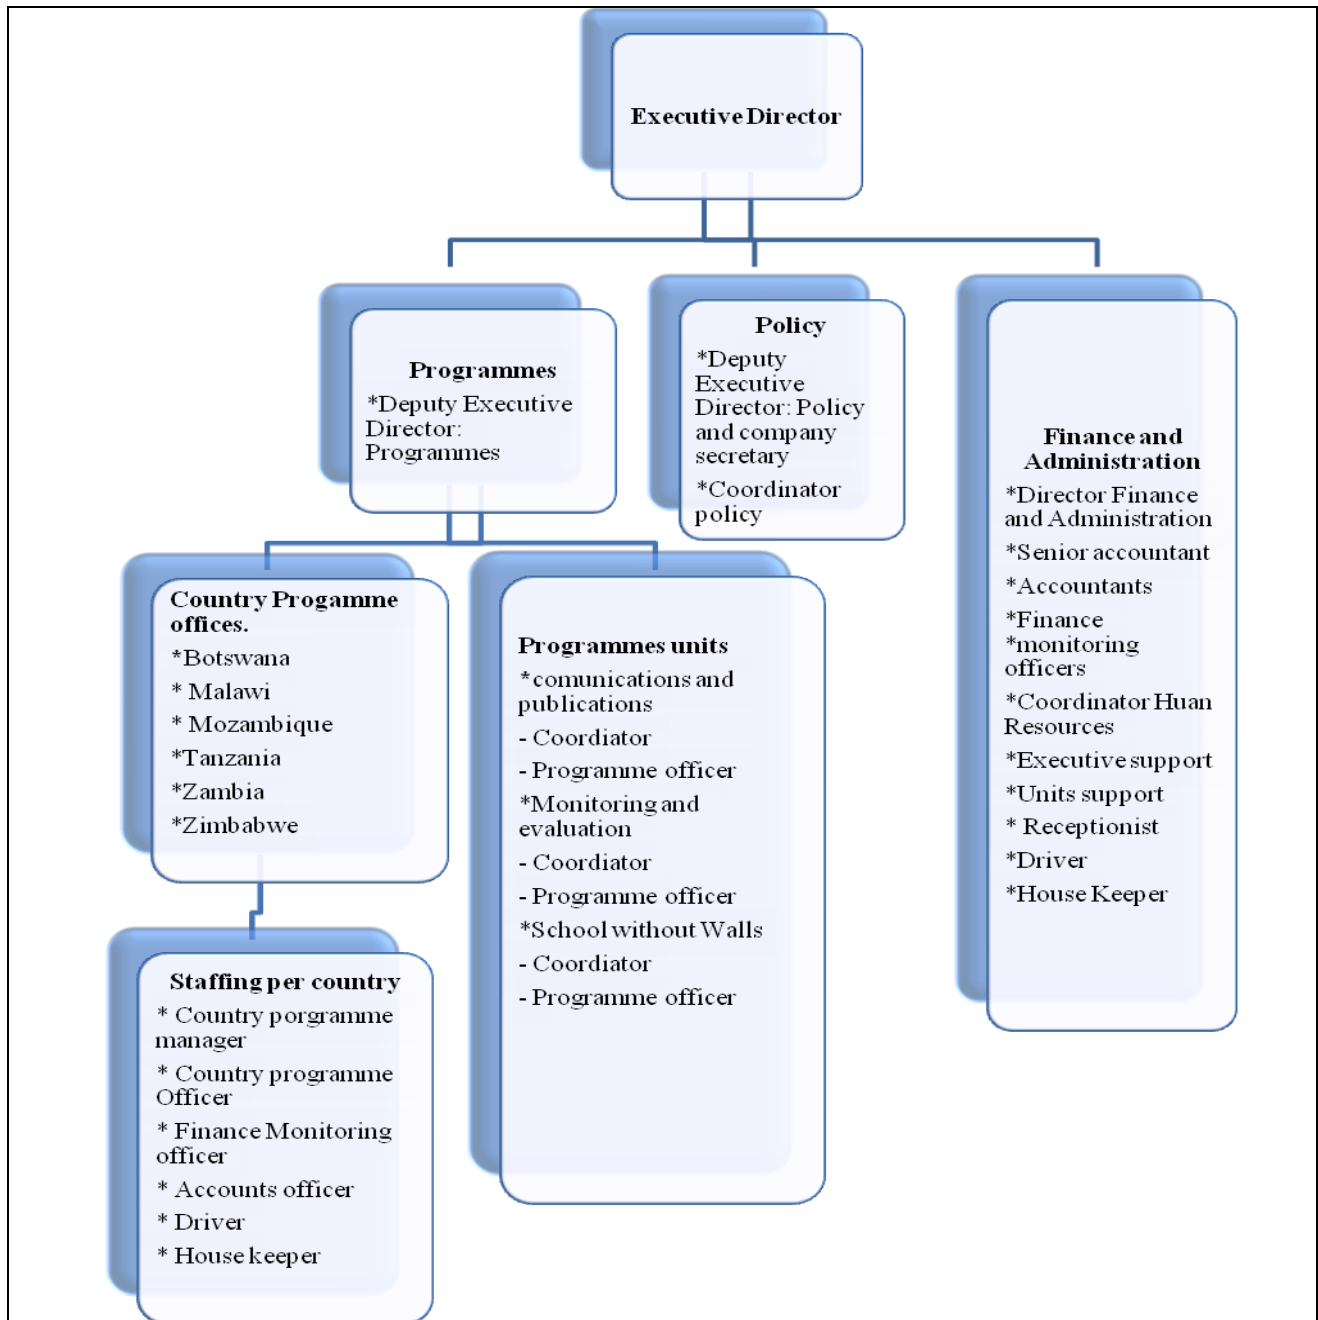 Executive Director
Programmes
*Deputy Executive
Director:
Programmes
Policy
*Deputy
Executive
Director: Policy
and company
secretary
*Coordinator
policy
Finance and
Administration
*Director Finance
and Administration
*Senior accountant
*Accountants
*Finance
*monitoring
officers
*Coordinator Huan
Resources
*Executive support
*Units support
* Receptionist
*Driver
*House Keeper
Country Progamme
offices.
*Botswana
* Malawi
* Mozambique
*Tanzania
*Zambia
*Zimbabwe
Programmes units
*comunications and
publications
- Coordiator
- Programme officer
*Monitoring and
evaluation
- Coordiator
- Programme officer
*School without Walls
- Coordiator
- Programme officer
Staffing per country
* Country porgramme
manager
* Country programme
Officer
* Finance Monitoring
officer
* Accounts officer
* Driver
* House keeper